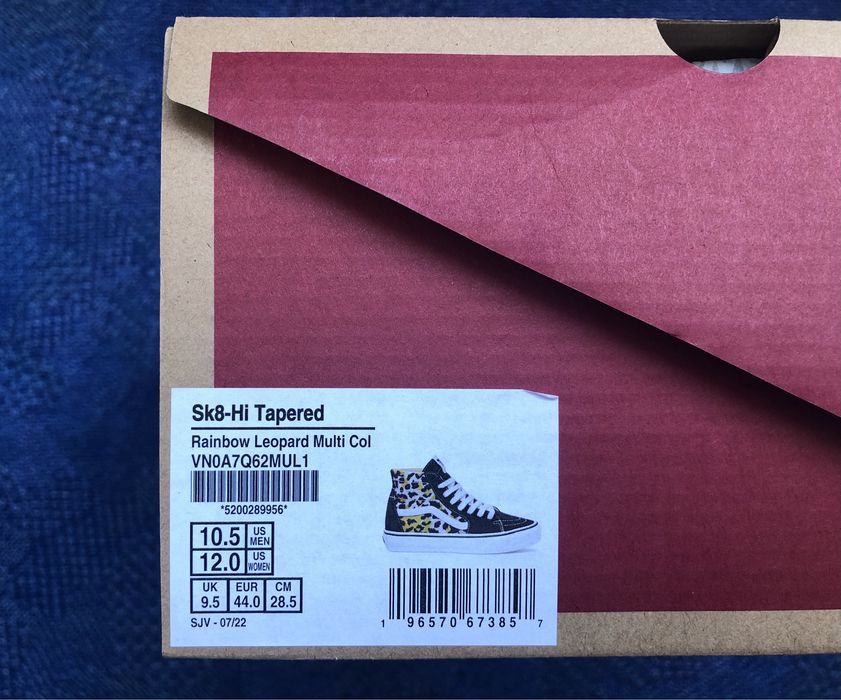 Sk8-Hi Tapered
Rainbow Leopard Multi Col
VN0A7Q62MUL1
*5200289956*
10.5 US MEN
12.0 US WOMEN
UK EUR CM
9.5 44.0 28.5
SJV - 07/22
1 96570 67385 7